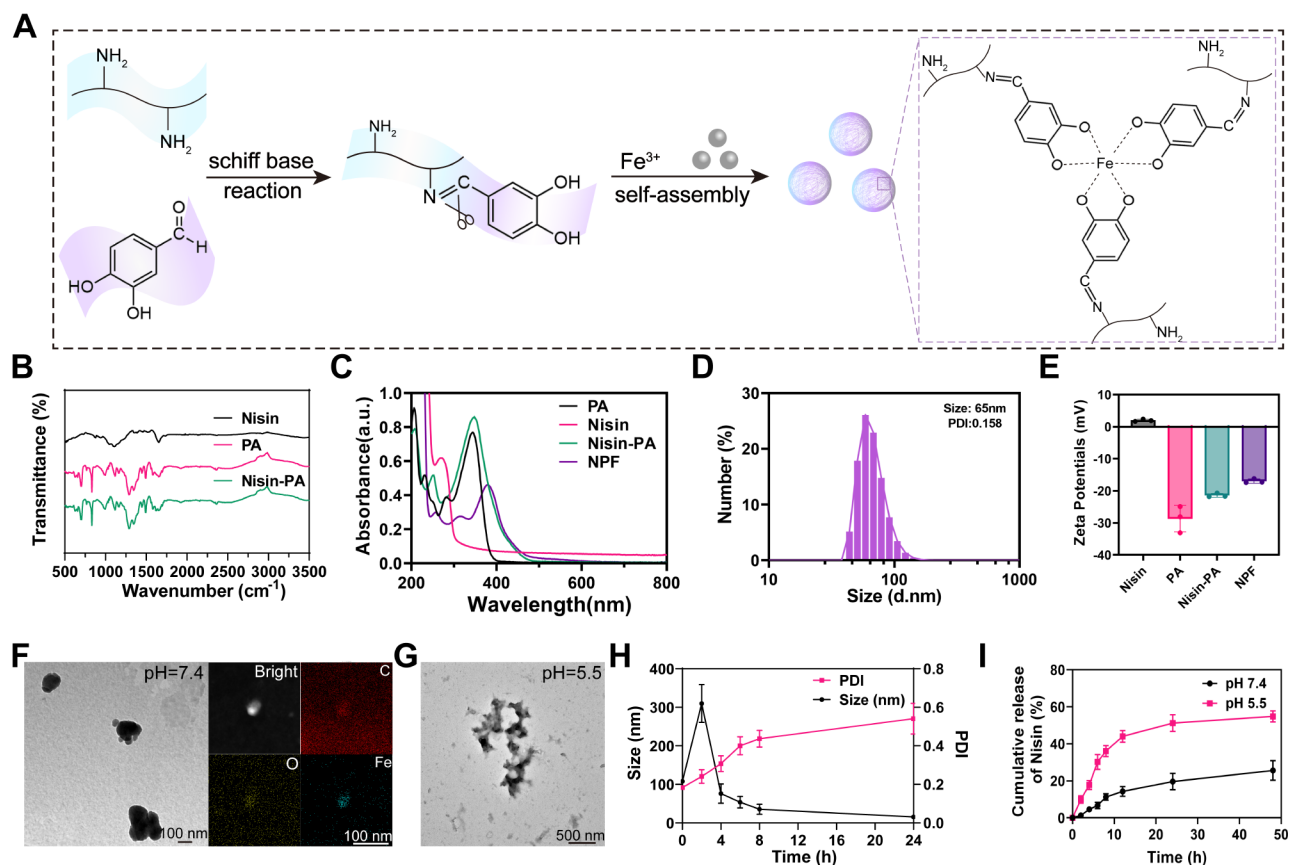 A
NH₂
NH₂
O
C
H
HO
OH
schiff base
reaction
NH₂
N
C
OH
OH
Fe³⁺
self-assembly
NH₂
N
C
O
O
NH₂
N
C
O
O
Fe
O
O
C
N
NH₂
B
Transmittance (%)
Nisin
PA
Nisin-PA
500 1000 1500 2000 2500 3000 3500
Wavenumber (cm⁻¹)
C
Absorbance(a.u.)
1.0
0.8
0.6
0.4
0.2
0.0
PA
Nisin
Nisin-PA
NPF
200 300 400 500 600 700 800
Wavelength(nm)
D
Number (%)
30
20
10
0
Size: 65nm
PDI:0.158
10 100 1000
Size (d.nm)
E
Zeta Potentials (mV)
10
0
-10
-20
-30
-40
Nisin
PA
Nisin-PA
NPF
F
pH=7.4
100 nm
Bright
C
O
Fe
100 nm
G
pH=5.5
500 nm
H
Size (nm)
400
300
200
100
0
PDI
Size (nm)
0.8
0.6
0.4
0.2
0.0
PDI
0 4 8 12 16 20 24
Time (h)
I
Cumulative release
of Nisin (%)
80
60
40
20
0
pH 7.4
pH 5.5
0 10 20 30 40 50
Time (h)